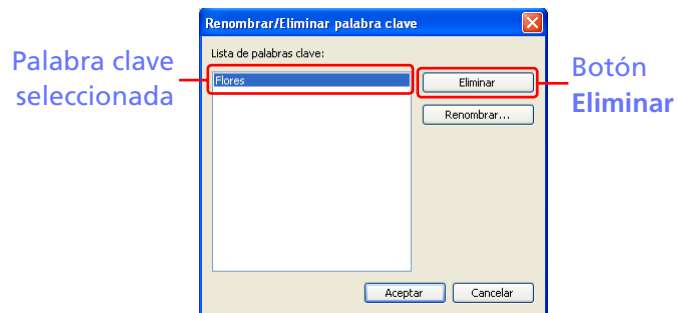 Renombrar/Eliminar palabra clave
Lista de palabras clave:
Palabra clave
seleccionada
Flores
Eliminar
Botón
Eliminar
Renombrar...
Aceptar
Cancelar